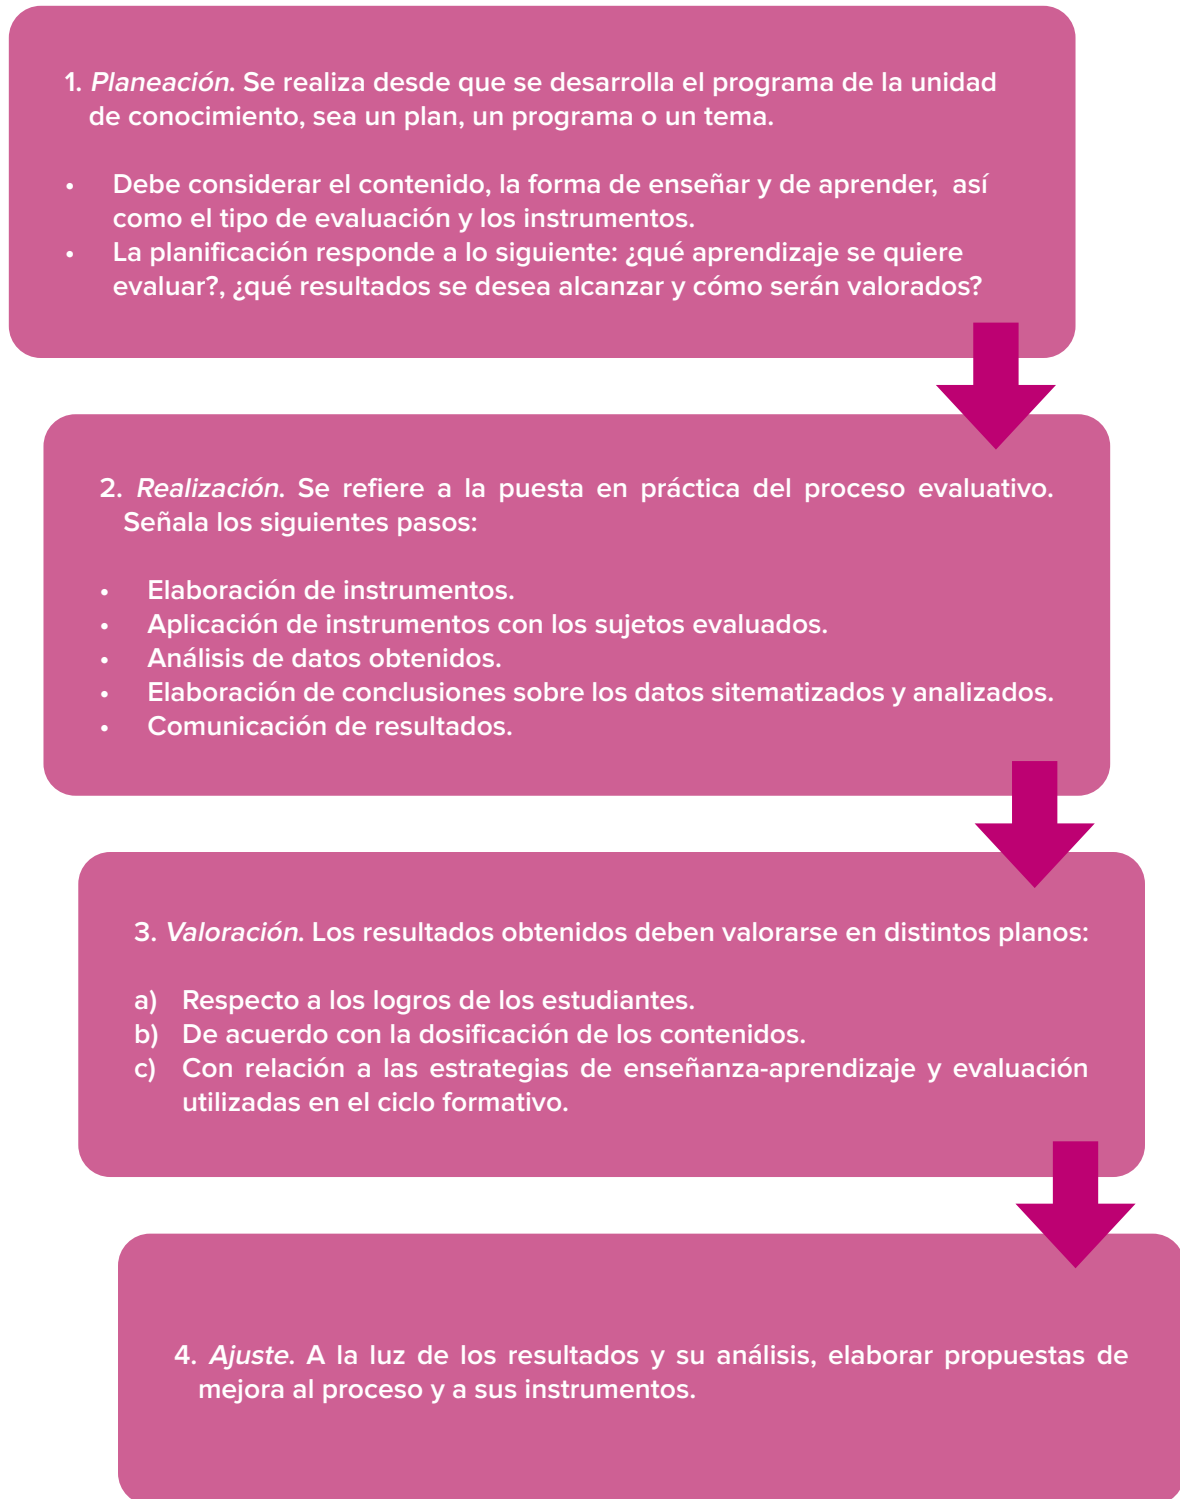 1. Planeación. Se realiza desde que se desarrolla el programa de la unidad
de conocimiento, sea un plan, un programa o un tema.
• Debe considerar el contenido, la forma de enseñar y de aprender, así
como el tipo de evaluación y los instrumentos.
• La planificación responde a lo siguiente: ¿qué aprendizaje se quiere
evaluar?, ¿qué resultados se desea alcanzar y cómo serán valorados?
2. Realización. Se refiere a la puesta en práctica del proceso evaluativo.
Señala los siguientes pasos:
• Elaboración de instrumentos.
• Aplicación de instrumentos con los sujetos evaluados.
• Análisis de datos obtenidos.
• Elaboración de conclusiones sobre los datos sitematizados y analizados.
• Comunicación de resultados.
3. Valoración. Los resultados obtenidos deben valorarse en distintos planos:
a) Respecto a los logros de los estudiantes.
b) De acuerdo con la dosificación de los contenidos.
c) Con relación a las estrategias de enseñanza-aprendizaje y evaluación
utilizadas en el ciclo formativo.
4. Ajuste. A la luz de los resultados y su análisis, elaborar propuestas de
mejora al proceso y a sus instrumentos.